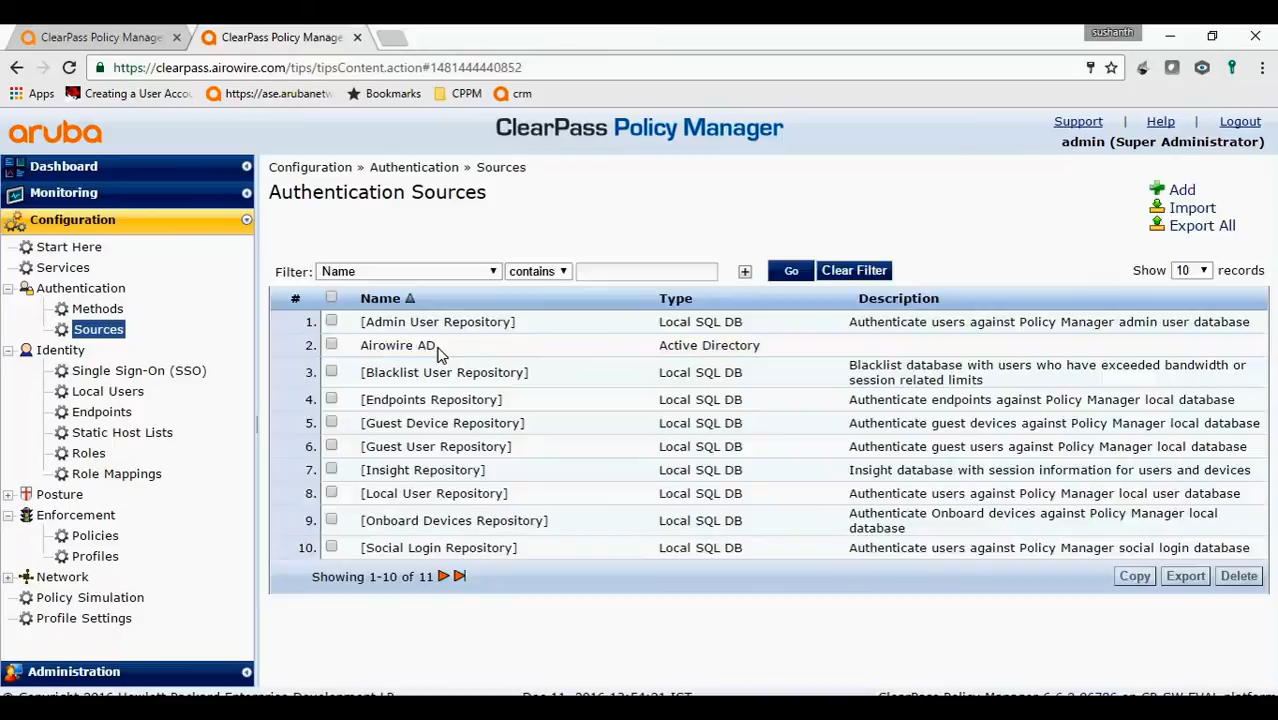 sushanth
ClearPass Policy Manage
ClearPass Policy Manage
https://clearpass.airowire.com/tips/tipsContent.action#1481444440852
Apps Creating a User Accou https://ase.arubanetw Bookmarks CPPM crm
aruba
ClearPass Policy Manager
Support | Help | Logout
admin (Super Administrator)
Dashboard
Monitoring
Configuration
Start Here
Services
Authentication
Methods
Sources
Identity
Single Sign-On (SSO)
Local Users
Endpoints
Static Host Lists
Roles
Role Mappings
Posture
Enforcement
Policies
Profiles
Network
Policy Simulation
Profile Settings
Administration
Configuration » Authentication » Sources
Authentication Sources
Add
Import
Export All
Filter: Name contains + Go Clear Filter Show 10 records
# Name Type Description
1. [Admin User Repository] Local SQL DB Authenticate users against Policy Manager admin user database
2. Airowire AD Active Directory
3. [Blacklist User Repository] Local SQL DB Blacklist database with users who have exceeded bandwidth or
session related limits
4. [Endpoints Repository] Local SQL DB Authenticate endpoints against Policy Manager local database
5. [Guest Device Repository] Local SQL DB Authenticate guest devices against Policy Manager local database
6. [Guest User Repository] Local SQL DB Authenticate guest users against Policy Manager local database
7. [Insight Repository] Local SQL DB Insight database with session information for users and devices
8. [Local User Repository] Local SQL DB Authenticate users against Policy Manager local user database
9. [Onboard Devices Repository] Local SQL DB Authenticate Onboard devices against Policy Manager local
database
10. [Social Login Repository] Local SQL DB Authenticate users against Policy Manager social login database
Showing 1-10 of 11 Copy Export Delete